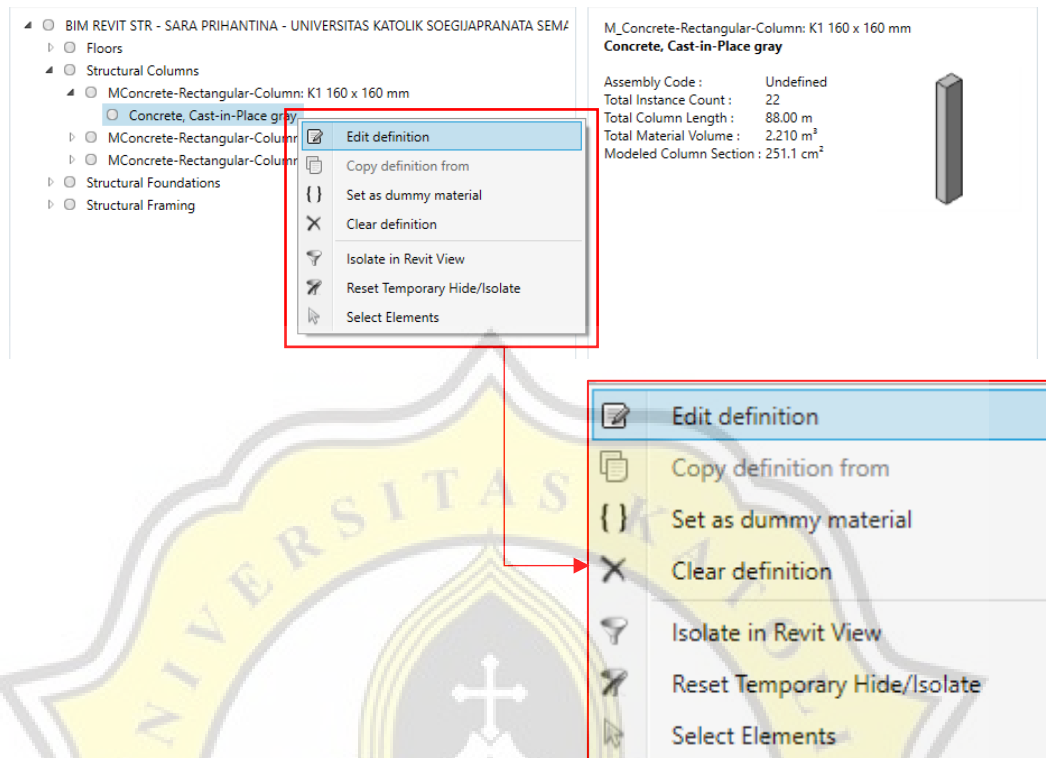 BIM REVIT STR - SARA PRIHANTINA - UNIVERSITAS KATOLIK SOEGIJAPRANATA SEMA
Floors
Structural Columns
MConcrete-Rectangular-Column: K1 160 x 160 mm
Concrete, Cast-in-Place gray
MConcrete-Rectangular-Column
MConcrete-Rectangular-Column
Structural Foundations
Structural Framing
Edit definition
Copy definition from
{ } Set as dummy material
Clear definition
Isolate in Revit View
Reset Temporary Hide/Isolate
Select Elements
M_Concrete-Rectangular-Column: K1 160 x 160 mm
Concrete, Cast-in-Place gray
Assembly Code : Undefined
Total Instance Count : 22
Total Column Length : 88.00 m
Total Material Volume : 2.210 m³
Modeled Column Section : 251.1 cm²
Edit definition
Copy definition from
{ } Set as dummy material
Clear definition
Isolate in Revit View
Reset Temporary Hide/Isolate
Select Elements